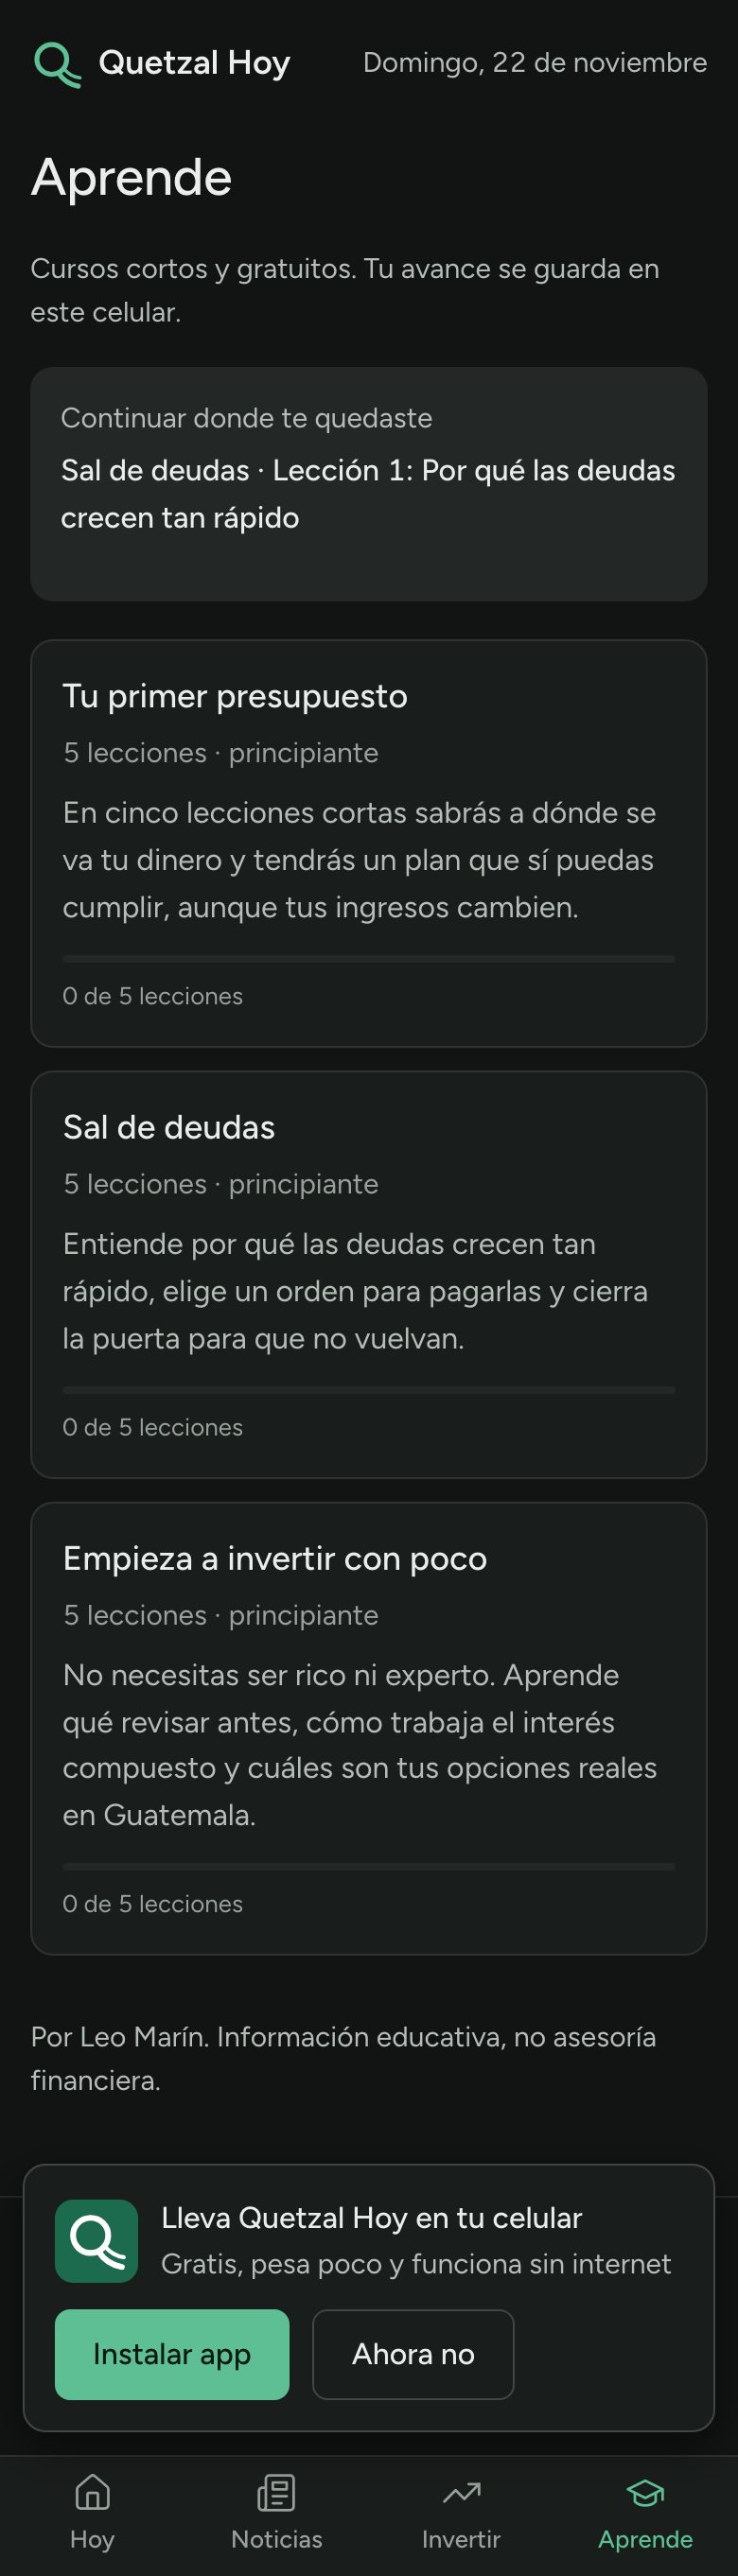 Quetzal Hoy
Domingo, 22 de noviembre
Aprende
Cursos cortos y gratuitos. Tu avance se guarda en
este celular.
Continuar donde te quedaste
Sal de deudas · Lección 1: Por qué las deudas
crecen tan rápido
Tu primer presupuesto
5 lecciones · principiante
En cinco lecciones cortas sabrás a dónde se
va tu dinero y tendrás un plan que sí puedas
cumplir, aunque tus ingresos cambien.
0 de 5 lecciones
Sal de deudas
5 lecciones · principiante
Entiende por qué las deudas crecen tan
rápido, elige un orden para pagarlas y cierra
la puerta para que no vuelvan.
0 de 5 lecciones
Empieza a invertir con poco
5 lecciones · principiante
No necesitas ser rico ni experto. Aprende
qué revisar antes, cómo trabaja el interés
compuesto y cuáles son tus opciones reales
en Guatemala.
0 de 5 lecciones
Por Leo Marín. Información educativa, no asesoría
financiera.
Lleva Quetzal Hoy en tu celular
Gratis, pesa poco y funciona sin internet
Instalar app
Ahora no
Hoy
Noticias
Invertir
Aprende